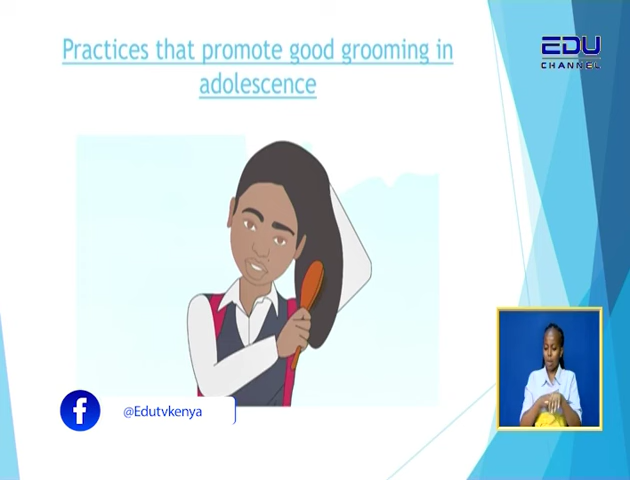 Practices that promote good grooming in
adolescence
EDU
CHANNEL
@Edutvkenya